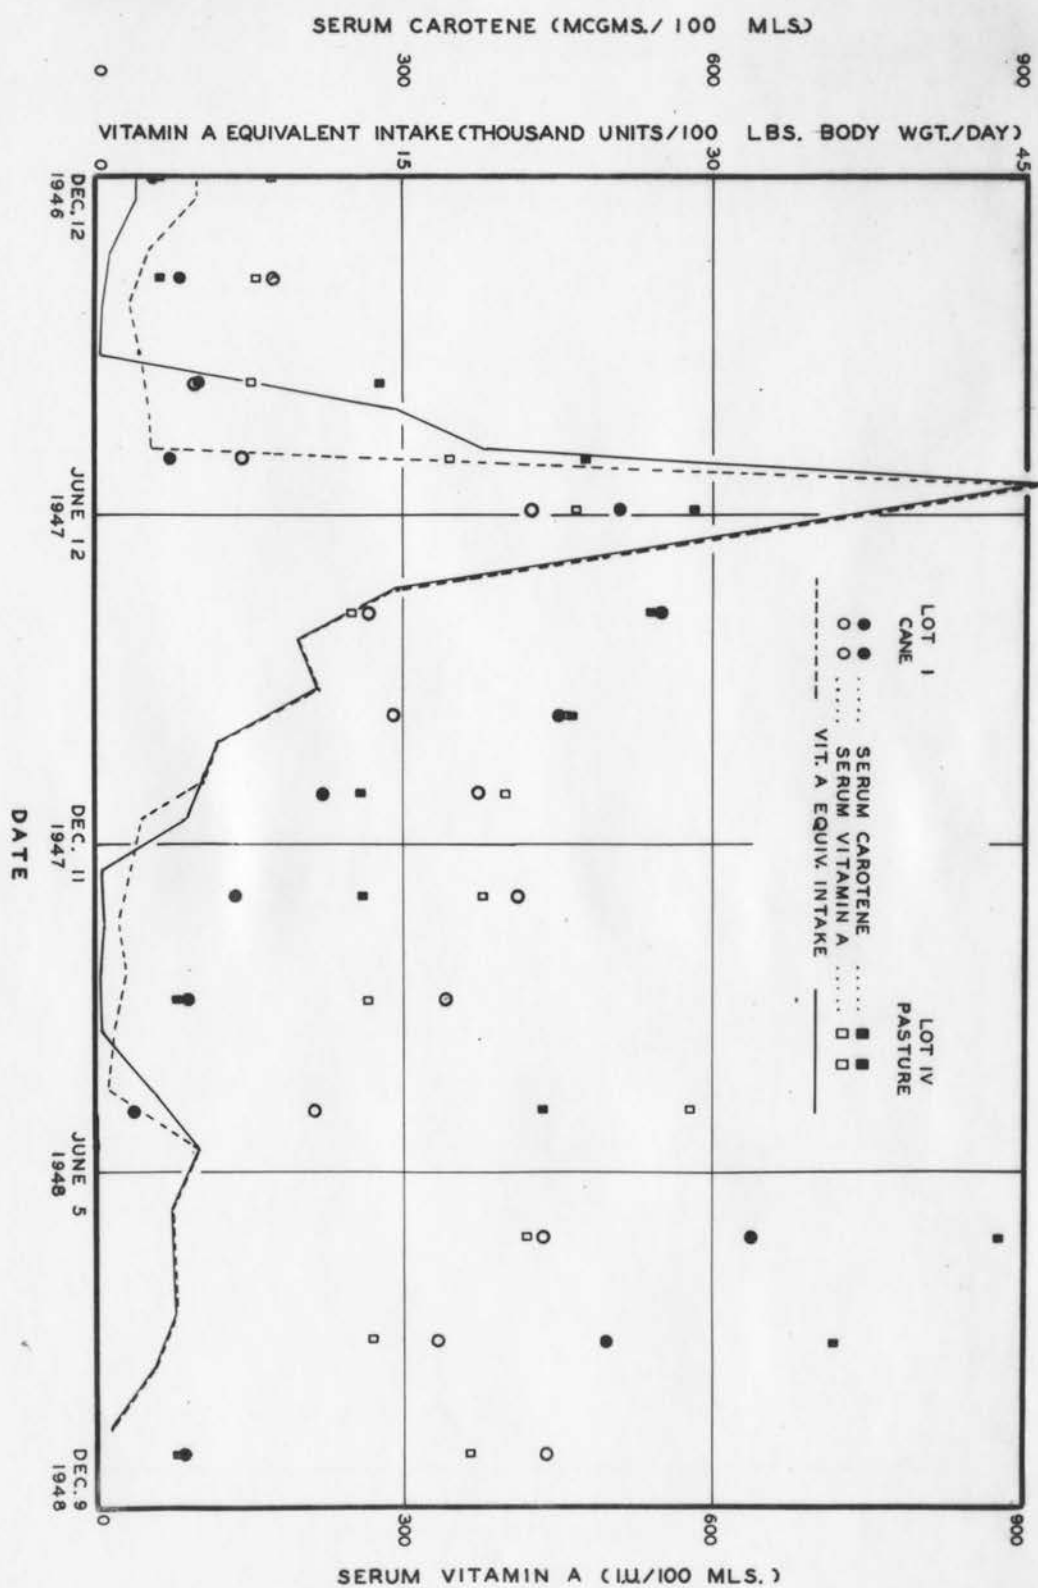 SERUM CAROTENE (MCGMS./ 100 MLS.)
0 300 600 900
VITAMIN A EQUIVALENT INTAKE (THOUSAND UNITS/100 LBS. BODY WGT./DAY)
0 15 30 45
LOT I
CANE
LOT IV
PASTURE
SERUM CAROTENE
SERUM VITAMIN A
VIT. A EQUIV. INTAKE
DEC. 12
1946
JUNE 12
1947
DEC. 11
1947
JUNE 5
1948
DEC. 9
1948
DATE
0 300 600 900
SERUM VITAMIN A (I.U./100 MLS.)